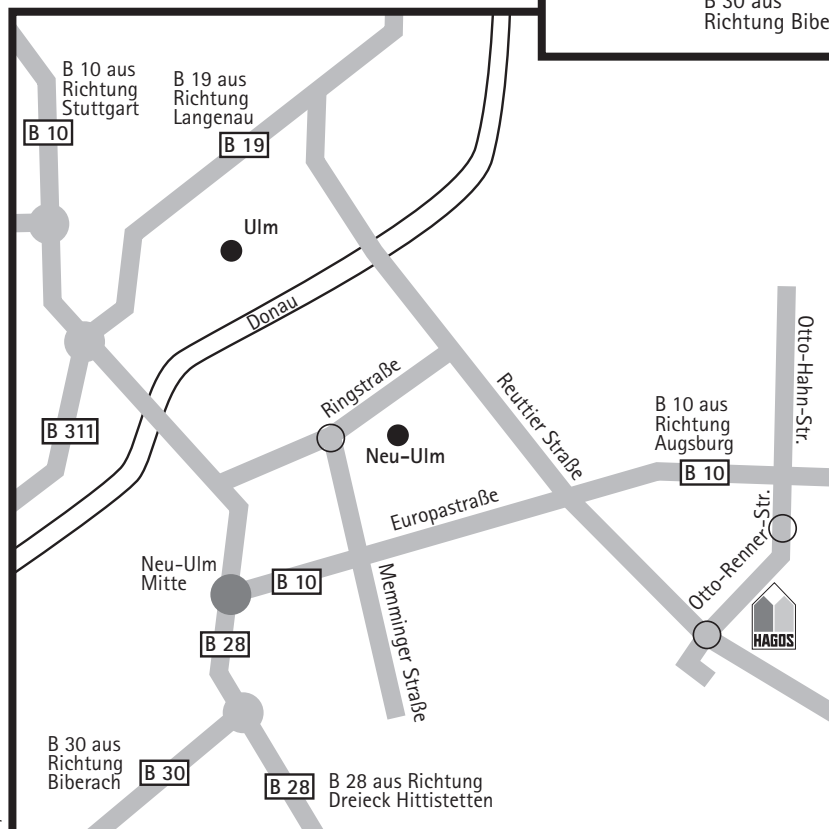 B 30 aus
Richtung Bibe
B 10 aus
Richtung
Stuttgart
B 10
B 19 aus
Richtung
Langenau
B 19
Ulm
Donau
Ringstraße
Reuttier Straße
Otto-Hahn-Str.
B 311
Neu-Ulm
B 10 aus
Richtung
Augsburg
B 10
Europastraße
Otto-Renner-Str.
Neu-Ulm
Mitte
B 10
Memminger Straße
HAGOS
B 28
B 30 aus
Richtung
Biberach
B 30
B 28
B 28 aus Richtung
Dreieck Hittistetten